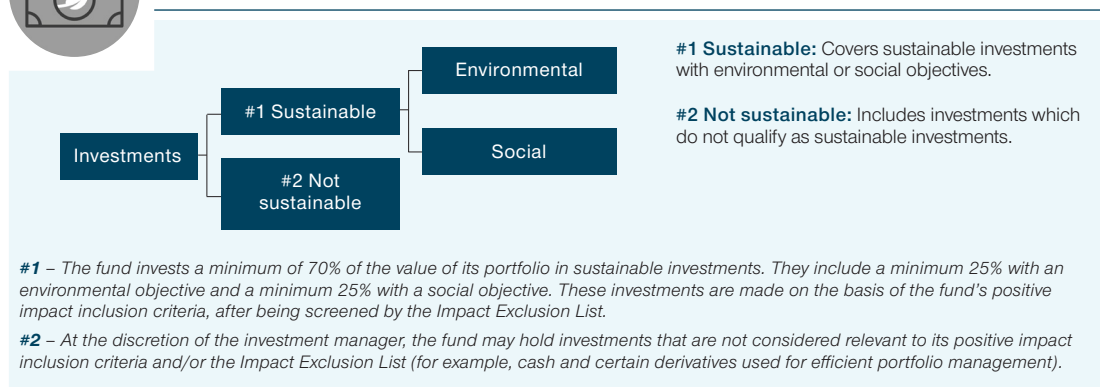 Investments
#1 Sustainable
#2 Not
sustainable
Environmental
Social
#1 Sustainable: Covers sustainable investments
with environmental or social objectives.
#2 Not sustainable: Includes investments which
do not qualify as sustainable investments.
#1 – The fund invests a minimum of 70% of the value of its portfolio in sustainable investments. They include a minimum 25% with an
environmental objective and a minimum 25% with a social objective. These investments are made on the basis of the fund's positive
impact inclusion criteria, after being screened by the Impact Exclusion List.
#2 – At the discretion of the investment manager, the fund may hold investments that are not considered relevant to its positive impact
inclusion criteria and/or the Impact Exclusion List (for example, cash and certain derivatives used for efficient portfolio management).